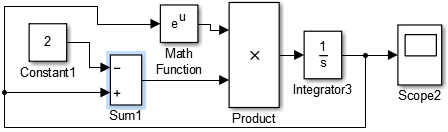 e^u
2
Math
Function
Constant1
−
+
Sum1
×
Product
1
s
Integrator3
Scope2